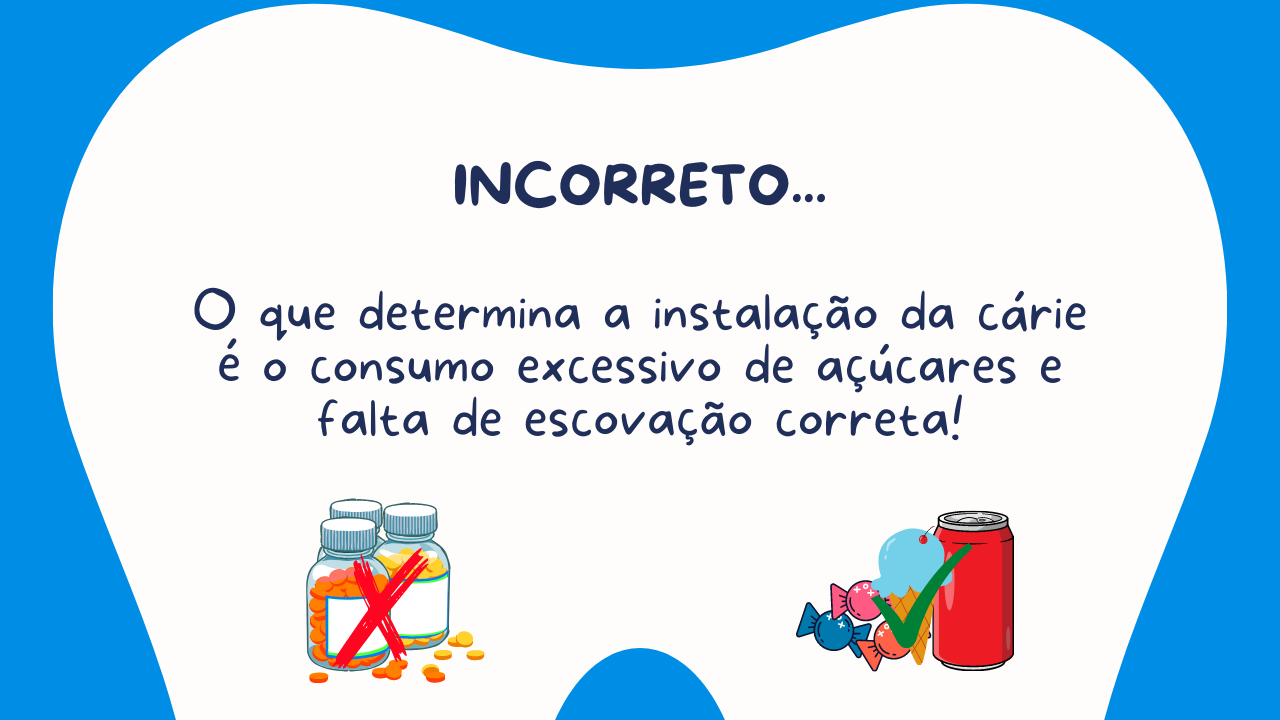 INCORRETO...
O que determina a instalação da cárie
é o consumo excessivo de açúcares e
falta de escovação correta!